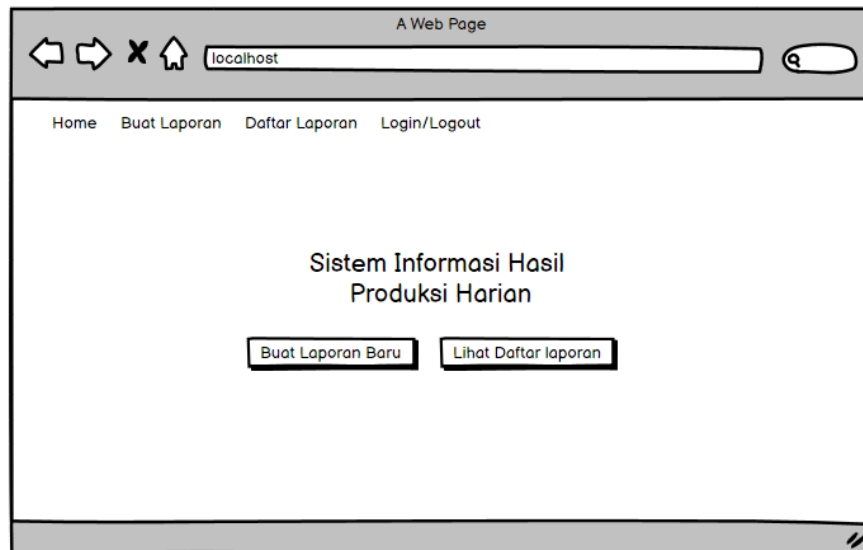 A Web Page
localhost
Home Buat Laporan Daftar Laporan Login/Logout
Sistem Informasi Hasil
Produksi Harian
Buat Laporan Baru Lihat Daftar laporan